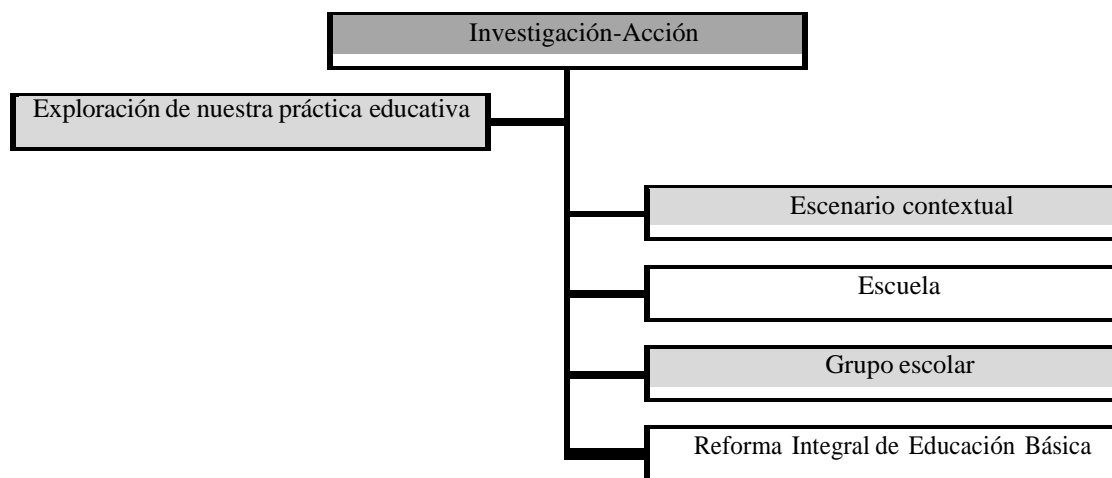 Investigación-Acción
Exploración de nuestra práctica educativa
Escenario contextual
Escuela
Grupo escolar
Reforma Integral de Educación Básica